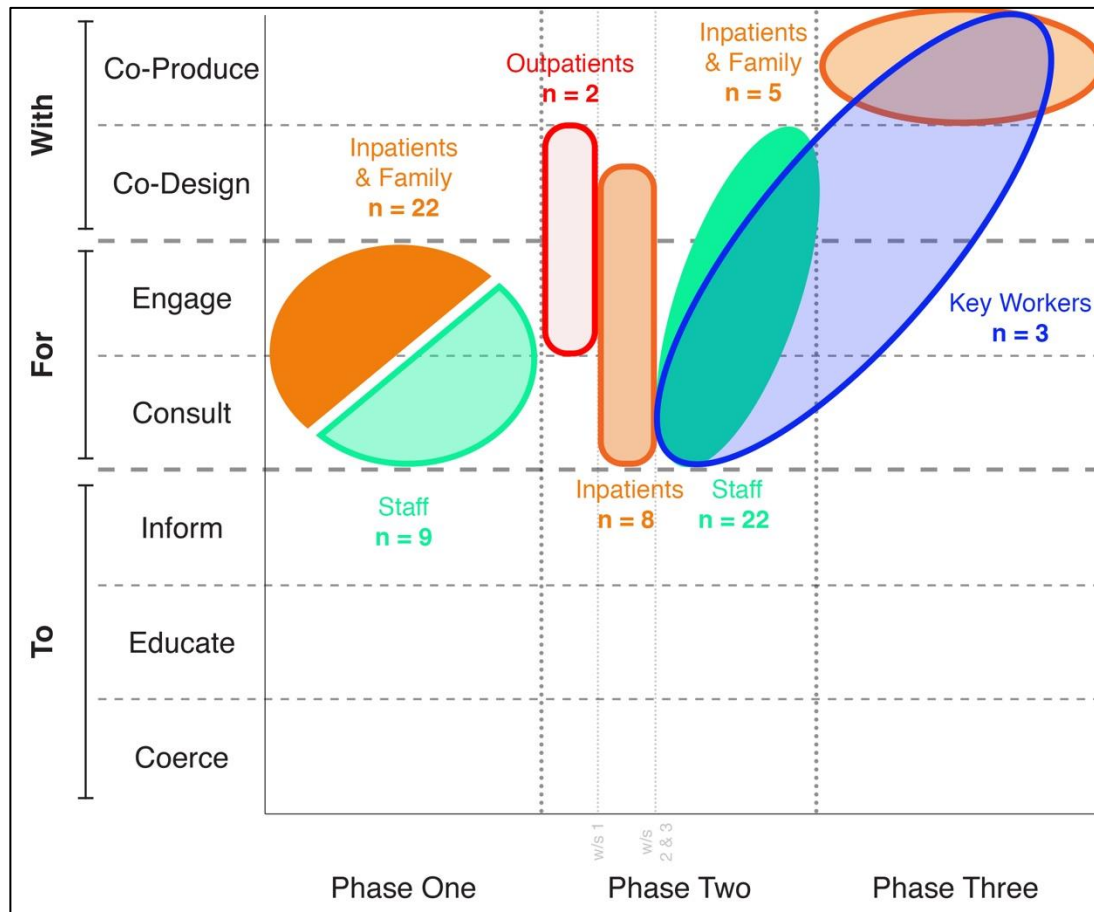 With
For
To
Co-Produce
Co-Design
Engage
Consult
Inform
Educate
Coerce
Inpatients
& Family
n = 22
Staff
n = 9
Outpatients
n = 2
Inpatients
n = 8
Staff
n = 22
Inpatients
& Family
n = 5
Key Workers
n = 3
w/s 1
w/s
2 & 3
Phase One
Phase Two
Phase Three